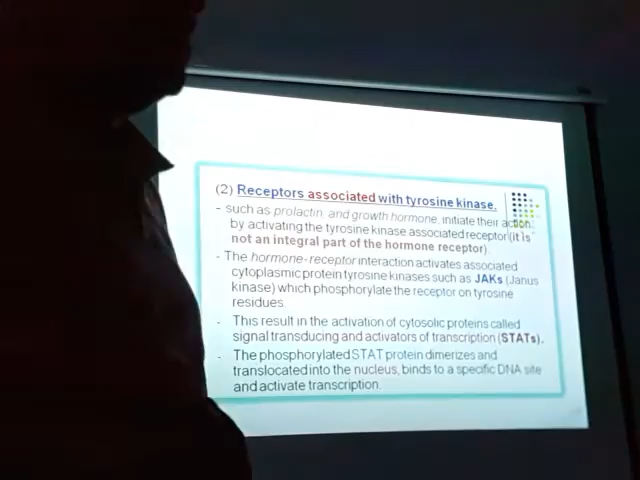 (2) Receptors associated with tyrosine kinase.
- such as prolactin, and growth hormone, initiate their action
by activating the tyrosine kinase associated receptor (it is
not an integral part of the hormone receptor).
- The hormone-receptor interaction activates associated
cytoplasmic protein tyrosine kinases such as JAKs (Janus
kinase) which phosphorylate the receptor on tyrosine
residues.
- This result in the activation of cytosolic proteins called
signal transducing and activators of transcription (STATs).
- The phosphorylated STAT protein dimerizes and
translocated into the nucleus, binds to a specific DNA site
and activate transcription.